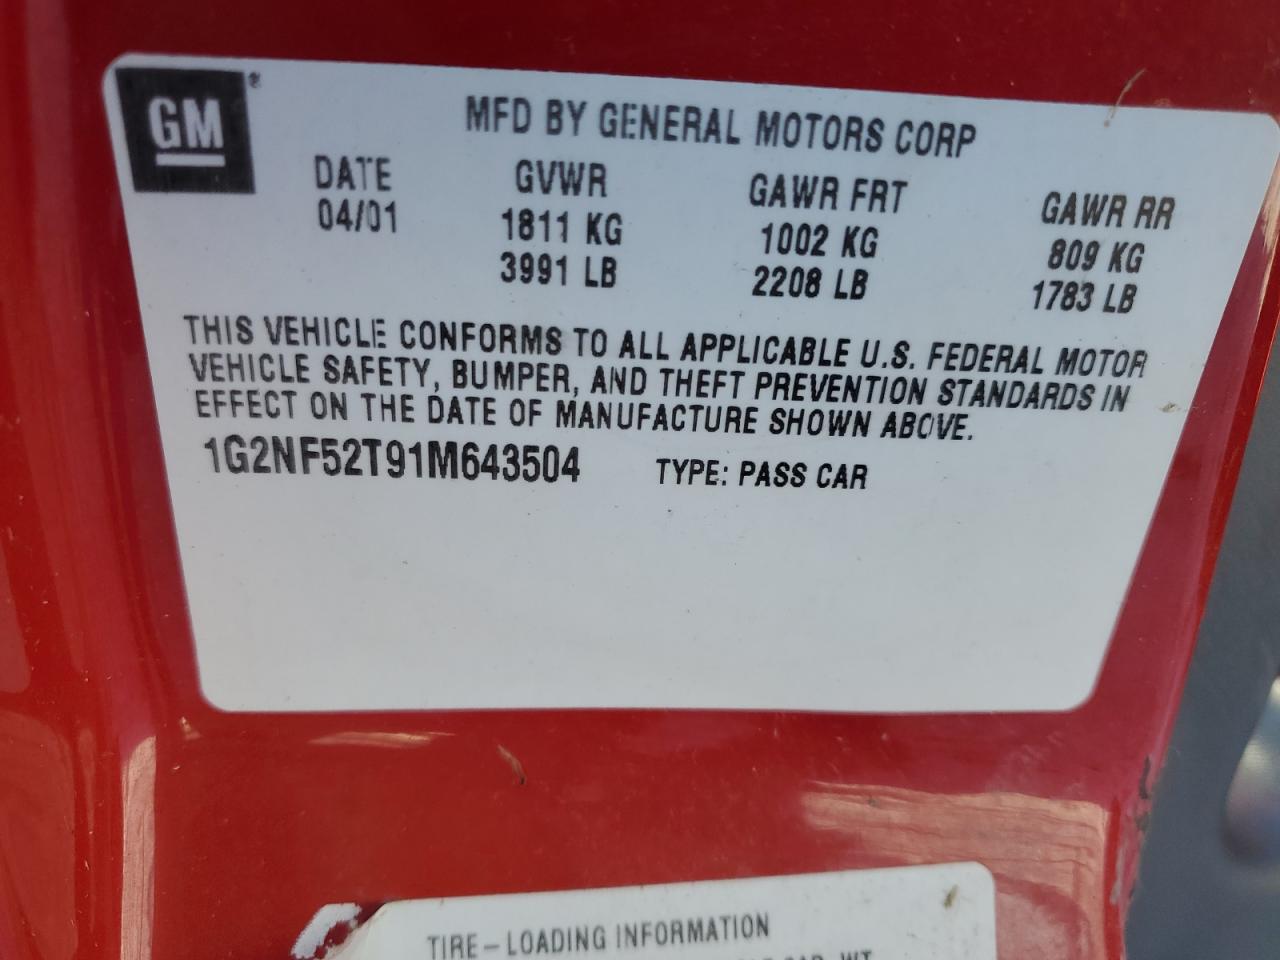 GM®
MFD BY GENERAL MOTORS CORP
DATE GVWR GAWR FRT GAWR RR
04/01 1811 KG 1002 KG 809 KG
3991 LB 2208 LB 1783 LB
THIS VEHICLE CONFORMS TO ALL APPLICABLE U.S. FEDERAL MOTOR
VEHICLE SAFETY, BUMPER, AND THEFT PREVENTION STANDARDS IN
EFFECT ON THE DATE OF MANUFACTURE SHOWN ABOVE.
1G2NF52T91M643504 TYPE: PASS CAR
TIRE-LOADING INFORMATION